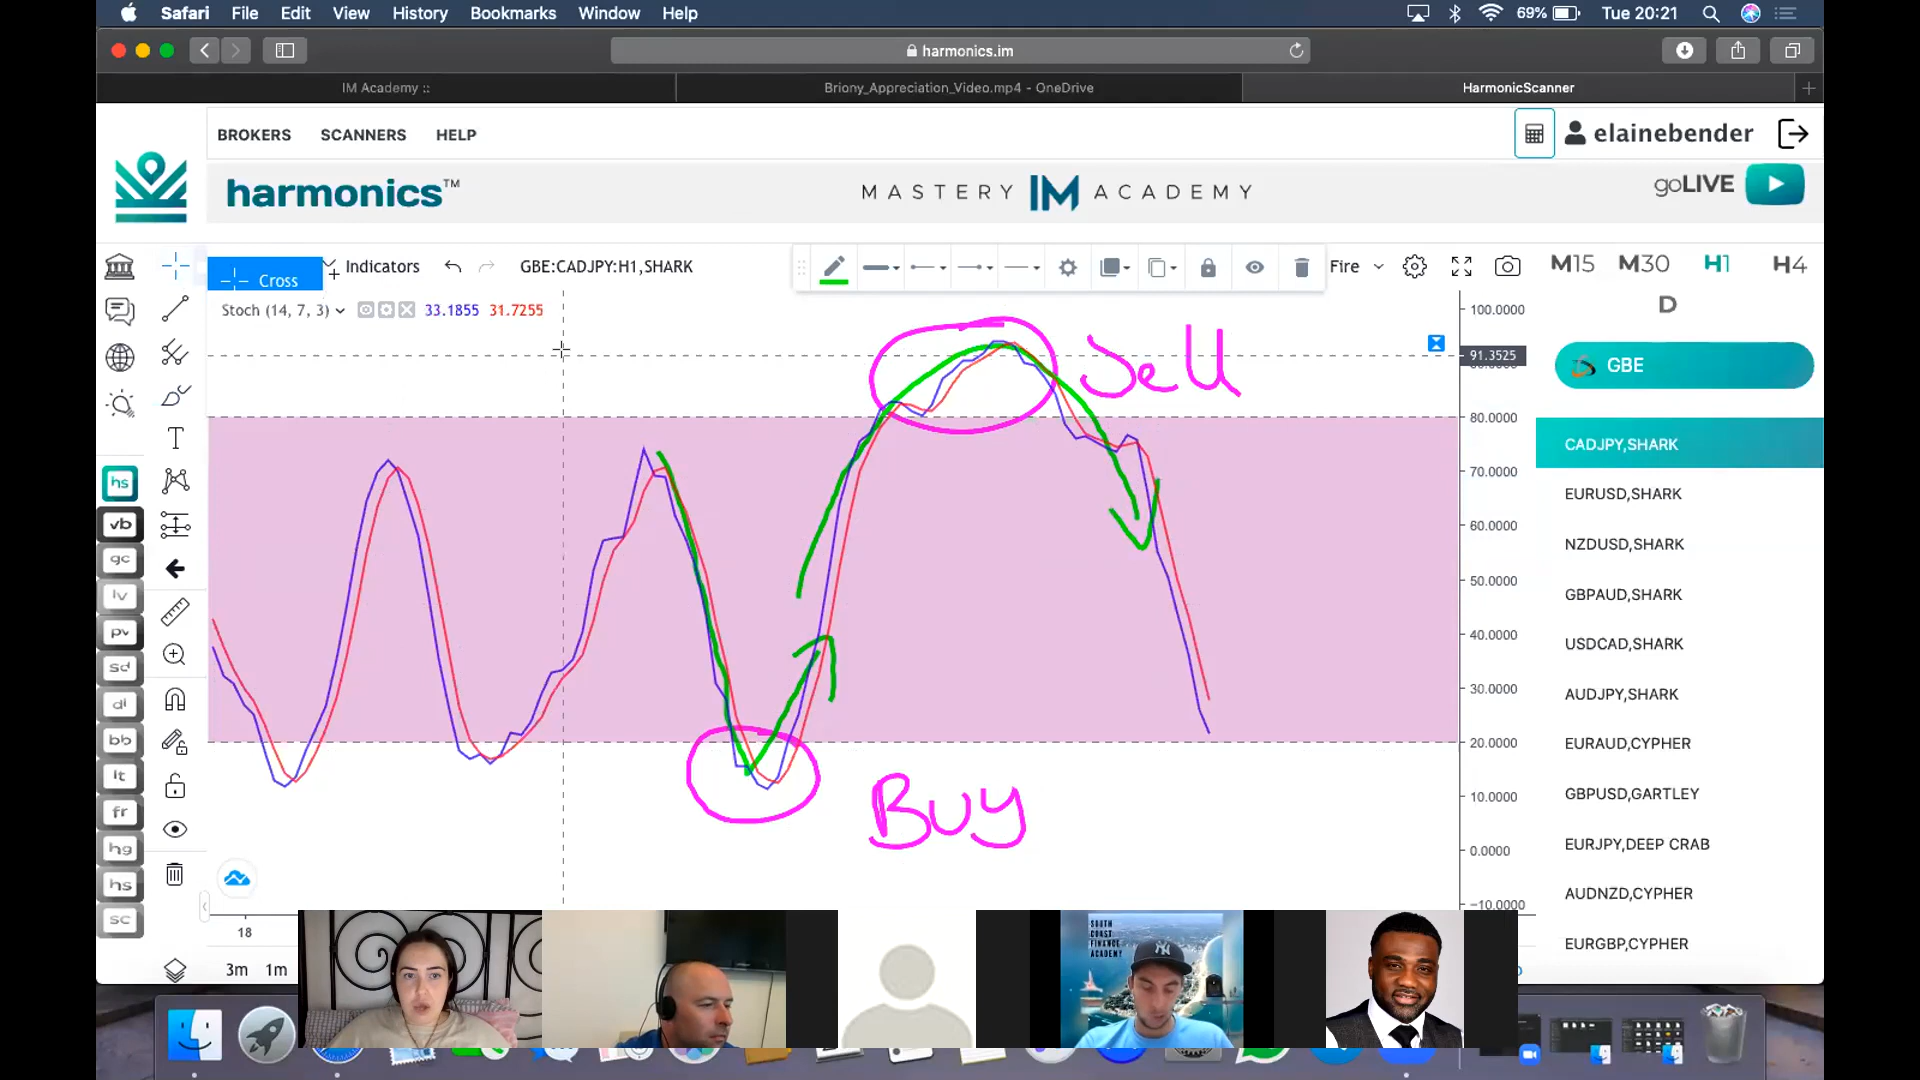 Safari File Edit View History Bookmarks Window Help 69% Tue 20:21
harmonics.im
IM Academy :: Briony_Appreciation_Video.mp4 - OneDrive HarmonicScanner
BROKERS SCANNERS HELP elainebender
harmonics™ MASTERY IM ACADEMY goLIVE
Cross Indicators GBE:CADJPY:H1,SHARK Fire M15 M30 H1 H4
D
Stoch (14, 7, 3) 33.1855 31.7255
100.0000
91.3525
80.0000
70.0000
60.0000
50.0000
40.0000
30.0000
20.0000
10.0000
0.0000
-10.0000
Sell
Buy
GBE
CADJPY,SHARK
EURUSD,SHARK
NZDUSD,SHARK
GBPAUD,SHARK
USDCAD,SHARK
AUDJPY,SHARK
EURAUD,CYPHER
GBPUSD,GARTLEY
EURJPY,DEEP CRAB
AUDNZD,CYPHER
EURGBP,CYPHER
hs
vb
gc
lv
pv
sd
di
bb
lt
fr
hg
hs
sc
18
3m 1m
SOUTH
COAST
FINANCE
ACADEMY